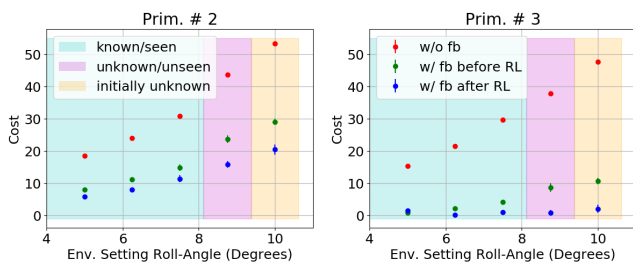 Prim. # 2
Cost
50
40
30
20
10
0
known/seen
unknown/unseen
initially unknown
4 6 8 10
Env. Setting Roll-Angle (Degrees)
Prim. # 3
Cost
50
40
30
20
10
0
w/o fb
w/ fb before RL
w/ fb after RL
4 6 8 10
Env. Setting Roll-Angle (Degrees)